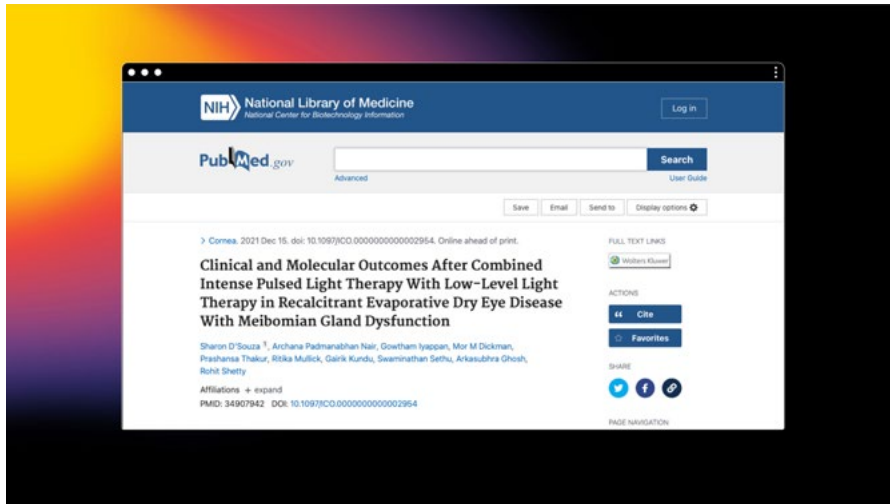 NIH National Library of Medicine
National Center for Biotechnology Information
Log in
PubMed.gov
Search
Advanced
User Guide
Save
Email
Send to
Display options
> Cornea. 2021 Dec 15. doi: 10.1097/ICO.0000000000002954. Online ahead of print.
Clinical and Molecular Outcomes After Combined
Intense Pulsed Light Therapy With Low-Level Light
Therapy in Recalcitrant Evaporative Dry Eye Disease
With Meibomian Gland Dysfunction
Sharon D'Souza 1, Archana Padmanabhan Nair, Gowtham Iyappan, Mor M Dickman,
Prashansa Thakur, Ritika Mullick, Gairik Kundu, Swaminathan Sethu, Arkasubhra Ghosh,
Rohit Shetty
Affiliations + expand
PMID: 34907942 DOI: 10.1097/ICO.0000000000002954
FULL TEXT LINKS
Wolters Kluwer
ACTIONS
Cite
Favorites
SHARE
PAGE NAVIGATION